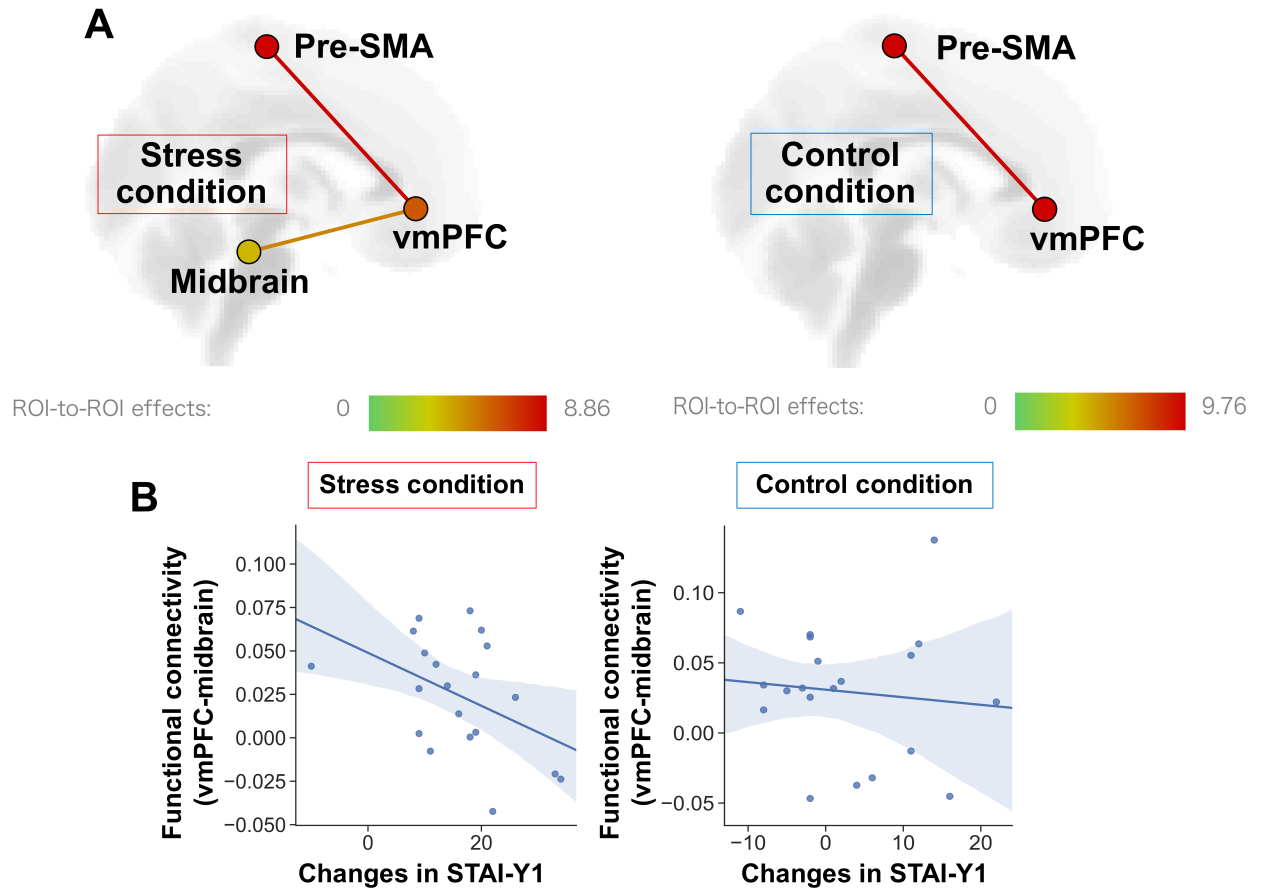 A
Pre-SMA
Stress
condition
vmPFC
Midbrain
ROI-to-ROI effects:
0
8.86
Pre-SMA
Control
condition
vmPFC
ROI-to-ROI effects:
0
9.76
B
Stress condition
Functional connectivity
(vmPFC-midbrain)
0.100
0.075
0.050
0.025
0.000
−0.025
−0.050
0
20
Changes in STAI-Y1
Control condition
Functional connectivity
(vmPFC-midbrain)
0.10
0.05
0.00
−0.05
−10
0
10
20
Changes in STAI-Y1